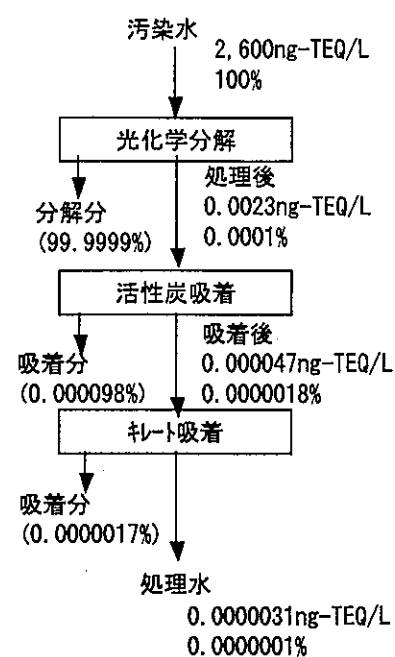 汚染水
2,600ng-TEQ/L
100%
光化学分解
処理後
0.0023ng-TEQ/L
0.0001%
分解分
(99.9999%)
活性炭吸着
吸着後
0.000047ng-TEQ/L
0.0000018%
吸着分
(0.000098%)
ｷﾚｰﾄ吸着
吸着分
(0.0000017%)
処理水
0.0000031ng-TEQ/L
0.0000001%